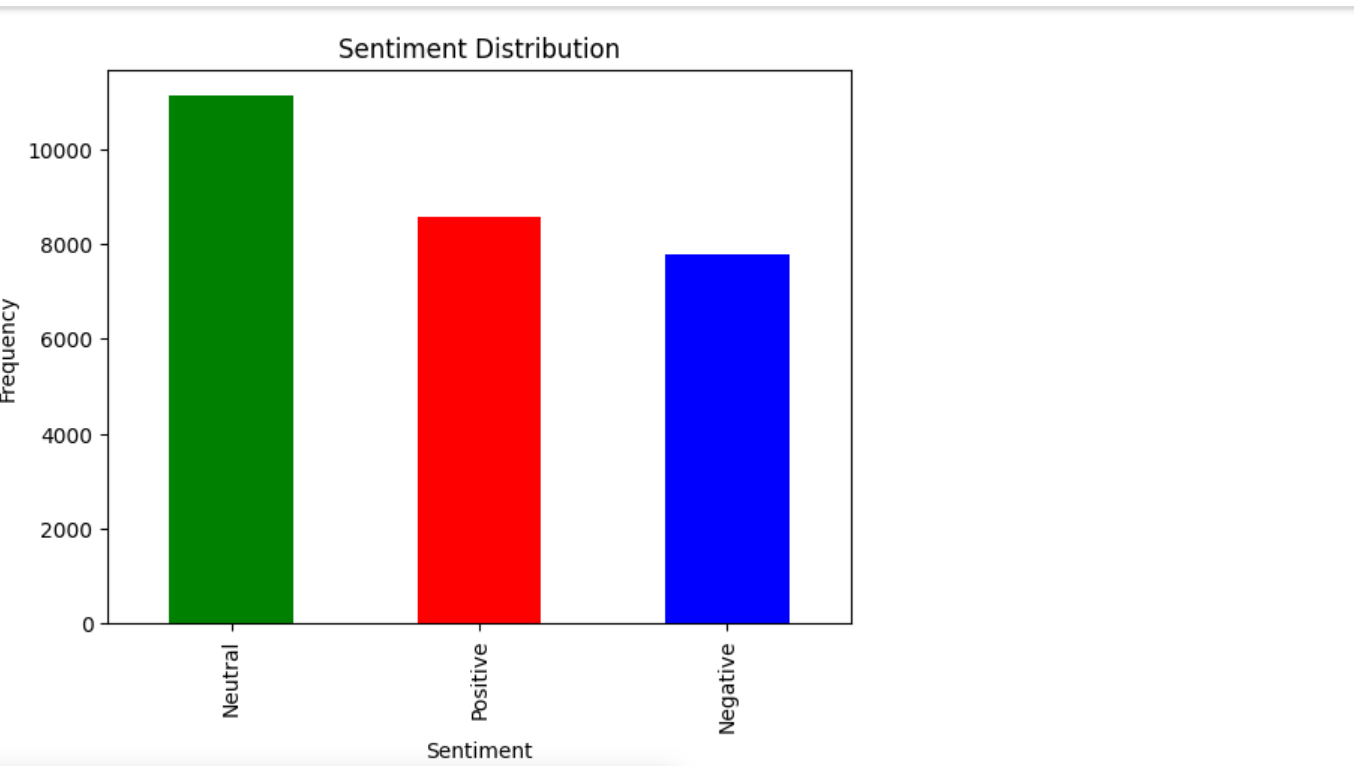 Sentiment Distribution
10000
8000
6000
4000
2000
0
Frequency
Neutral
Positive
Negative
Sentiment